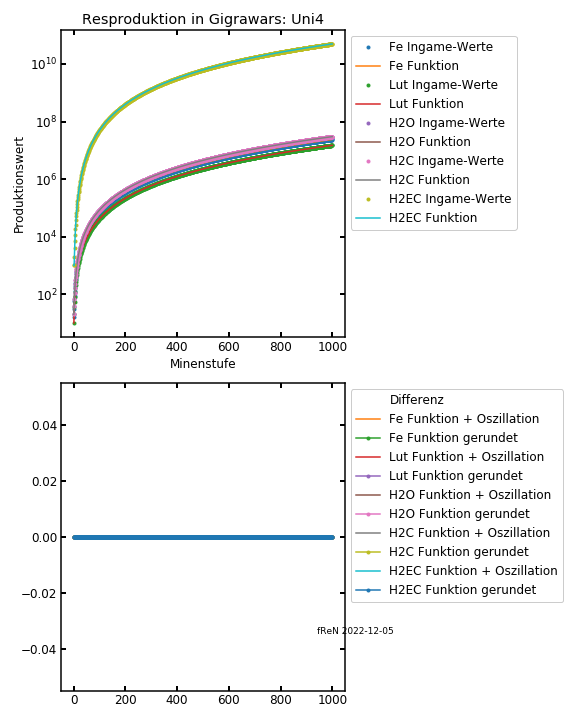 Resproduktion in Gigrawars: Uni4
Produktionswert
10^10
10^8
10^6
10^4
10^2
0 200 400 600 800 1000
Minenstufe
Fe Ingame-Werte
Fe Funktion
Lut Ingame-Werte
Lut Funktion
H2O Ingame-Werte
H2O Funktion
H2C Ingame-Werte
H2C Funktion
H2EC Ingame-Werte
H2EC Funktion
0.04
0.02
0.00
−0.02
−0.04
0 200 400 600 800 1000
Differenz
Fe Funktion + Oszillation
Fe Funktion gerundet
Lut Funktion + Oszillation
Lut Funktion gerundet
H2O Funktion + Oszillation
H2O Funktion gerundet
H2C Funktion + Oszillation
H2C Funktion gerundet
H2EC Funktion + Oszillation
H2EC Funktion gerundet
fReN 2022-12-05